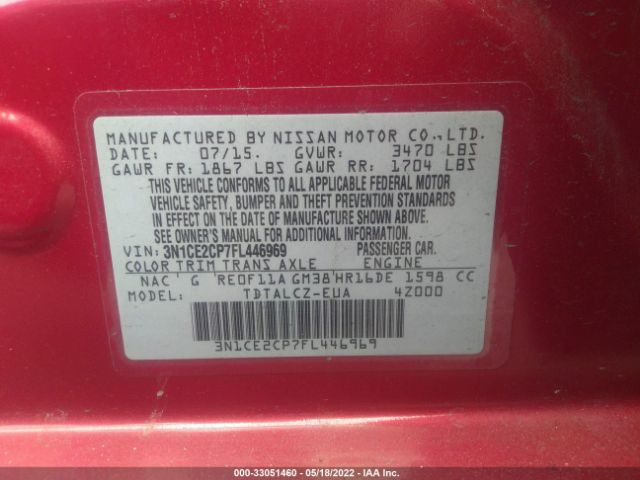 MANUFACTURED BY NISSAN MOTOR CO., LTD.
DATE: 07/15. GVWR: 3470 LBS
GAWR FR: 1867 LBS GAWR RR: 1704 LBS
THIS VEHICLE CONFORMS TO ALL APPLICABLE FEDERAL MOTOR
VEHICLE SAFETY, BUMPER AND THEFT PREVENTION STANDARDS
IN EFFECT ON THE DATE OF MANUFACTURE SHOWN ABOVE.
SEE OWNER'S MANUAL FOR ADDITIONAL INFORMATION.
VIN: 3N1CE2CP7FL446969 PASSENGER CAR.
COLOR TRIM TRANS AXLE ENGINE
NAC G RE0F11A GM38 HR16DE 1598 CC
MODEL: TDTALCZ-EUA 4Z000
3N1CE2CP7FL446969
000-33051460 - 05/18/2022 - IAA Inc.